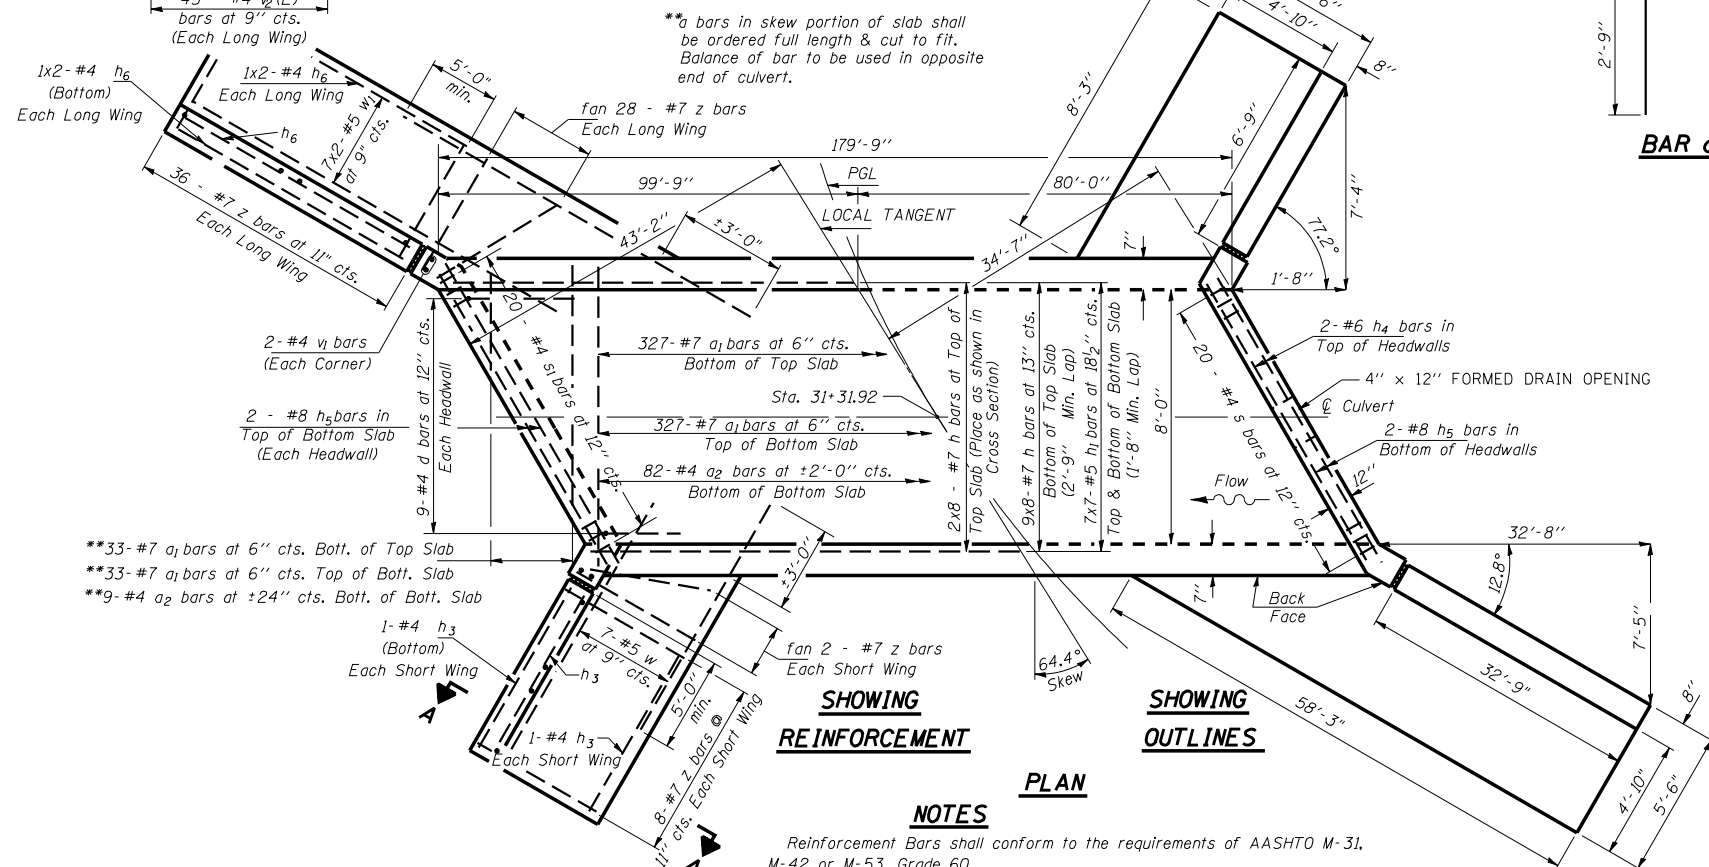 bars at 9" cts.
(Each Long Wing)
1x2-#4 h6
(Bottom)
Each Long Wing
1x2-#4 h6
Each Long Wing
h6
7x2-#5 w1
at 9" cts.
5'-0"
min.
fan 28 - #7 z bars
Each Long Wing
36 - #7 z bars at 11" cts.
Each Long Wing
**a bars in skew portion of slab shall
be ordered full length & cut to fit.
Balance of bar to be used in opposite
end of culvert.
179'-9"
99'-9"
80'-0"
PGL
LOCAL TANGENT
43'-2"
±3'-0"
34'-7"
8'-3"
4'-10"
8"
6'-9"
7'-4"
77.2°
1'-8"
7"
2'-9"
BAR
2-#4 v1 bars
(Each Corner)
2 - #8 h5 bars in
Top of Bottom Slab
(Each Headwall)
9-#4 d bars at 12" cts.
Each Headwall
20 - #4 s1 bars at 12" cts.
327-#7 a1 bars at 6" cts.
Bottom of Top Slab
Sta. 31+31.92
327-#7 a1 bars at 6" cts.
Top of Bottom Slab
82-#4 a2 bars at ±2'-0" cts.
Bottom of Bottom Slab
2x8 - #7 h bars at Top of
Top Slab (Place as shown in
Cross Section)
9x8-#7 h bars at 13" cts.
Bottom of Top Slab
(2'-9" Min. Lap)
7x7-#5 h1 bars at 18½" cts.
Top & Bottom of Bottom Slab
(1'-8" Min. Lap)
8'-0"
20 - #4 s bars at 12" cts.
2-#6 h4 bars in
Top of Headwalls
4" x 12" FORMED DRAIN OPENING
℄ Culvert
2-#8 h5 bars in
Bottom of Headwalls
Flow
12"
**33-#7 a1 bars at 6" cts. Bott. of Top Slab
**33-#7 a1 bars at 6" cts. Top of Bott. Slab
**9-#4 a2 bars at ±24" cts. Bott. of Bott. Slab
1-#4 h3
(Bottom)
Each Short Wing
7-#5 w
at 9" cts.
h3
1-#4 h3
Each Short Wing
A
A
5'-0"
min.
8-#7 z bars @
11" cts. Each Short Wing
±3'-0"
fan 2 - #7 z bars
Each Short Wing
7"
Back
Face
64.4°
Skew
32'-8"
12.8°
7'-5"
32'-9"
58'-3"
8"
4'-10"
5'-6"
SHOWING
REINFORCEMENT
SHOWING
OUTLINES
PLAN
NOTES
Reinforcement Bars shall conform to the requirements of AASHTO M-31,
M-42 or M-53 Grade 60